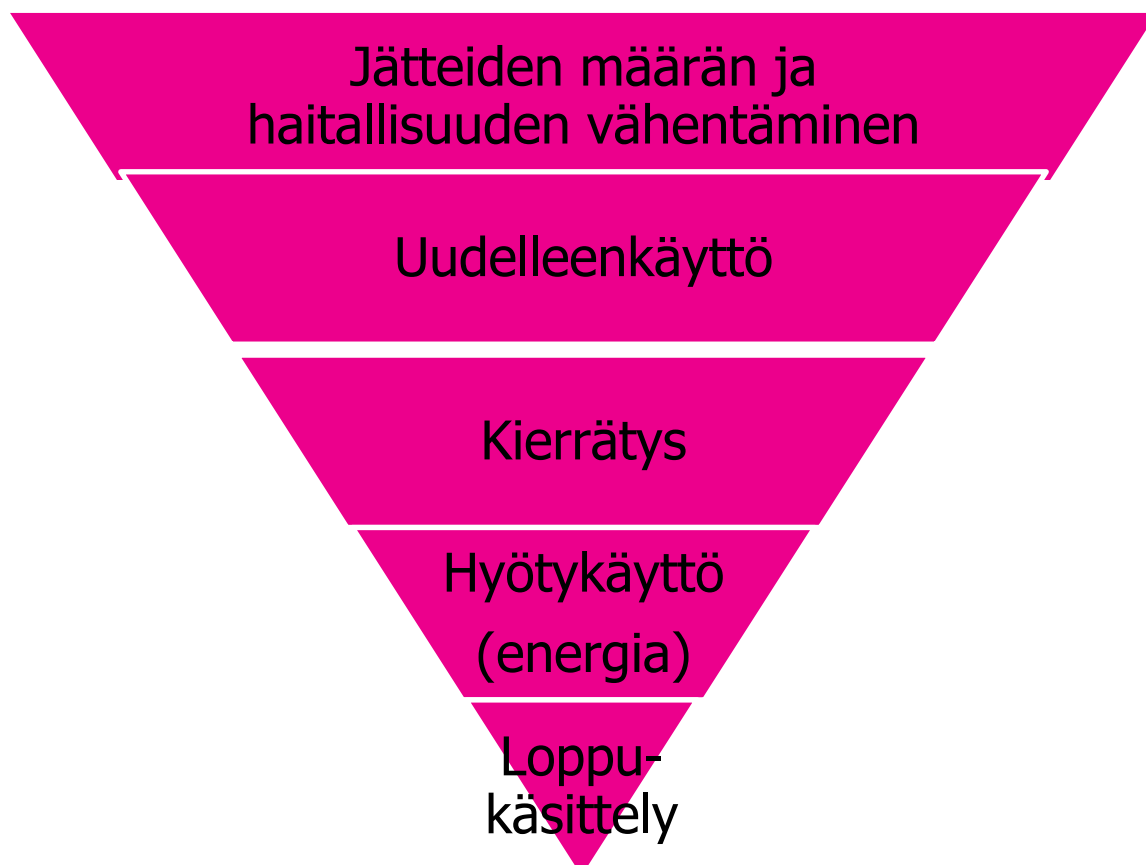 Jätteiden määrän ja
haitallisuuden vähentäminen
Uudelleenkäyttö
Kierrätys
Hyötykäyttö
(energia)
Loppu-
käsittely